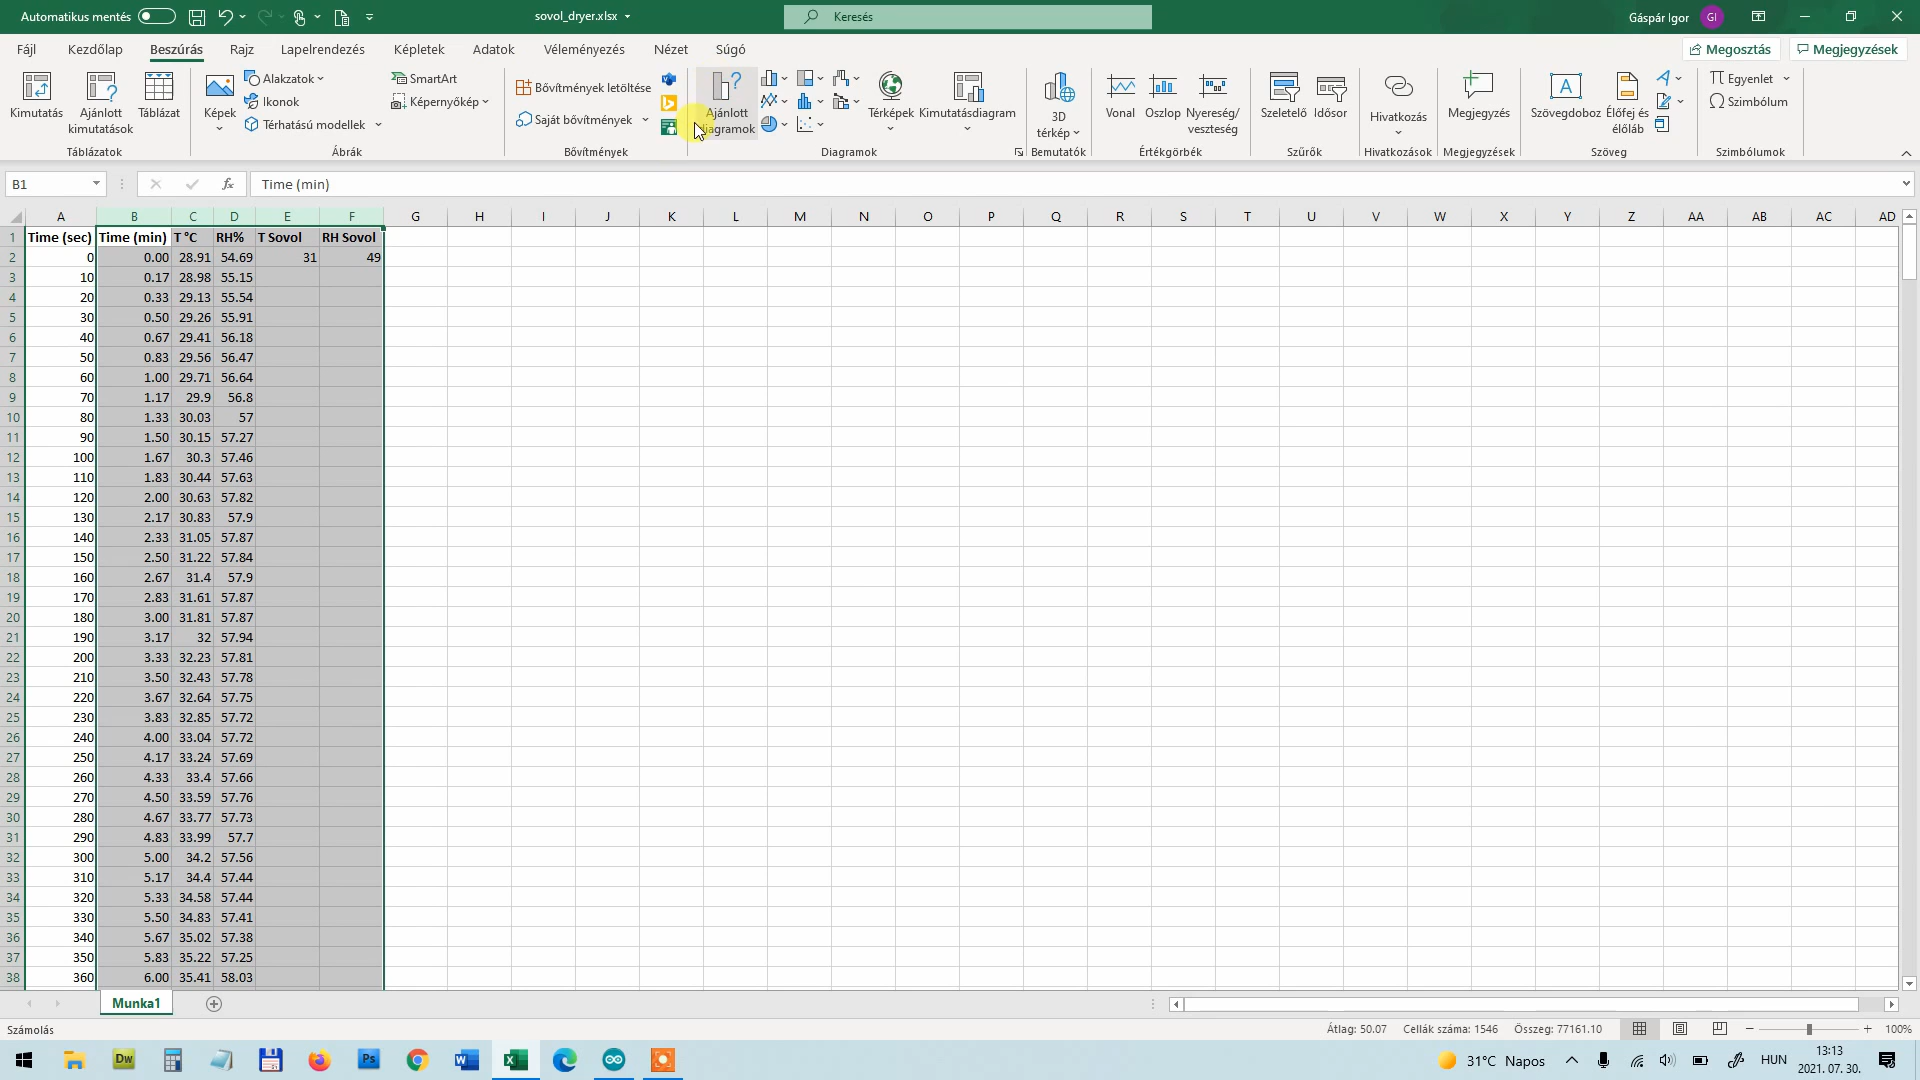 Automatikus mentés
sovol_dryer.xlsx
Keresés
Gáspár Igor
GI
Fájl Kezdőlap Beszúrás Rajz Lapelrendezés Képletek Adatok Véleményezés Nézet Súgó
Megosztás Megjegyzések
Kimutatás
Ajánlott kimutatások
Táblázat
Táblázatok
Képek
Alakzatok
Ikonok
Térhatású modellek
SmartArt
Képernyőkép
Ábrák
Bővítmények letöltése
Saját bővítmények
Bővítmények
Ajánlott
diagramok
Térképek
Kimutatásdiagram
Diagramok
3D
térkép
Bemutatók
Vonal
Oszlop
Nyereség/
veszteség
Értékgörbék
Szeletelő
Idősor
Szűrők
Hivatkozás
Hivatkozások
Megjegyzés
Megjegyzések
Szövegdoboz
Élőfej és
élőláb
Szöveg
Egyenlet
Szimbólum
Szimbólumok
B1
fx
Time (min)
A B C D E F G H I J K L M N O P Q R S T U V W X Y Z AA AB AC AD
1 Time (sec) Time (min) T °C RH% T Sovol RH Sovol
2 0 0.00 28.91 54.69 31 49
3 10 0.17 28.98 55.15
4 20 0.33 29.13 55.54
5 30 0.50 29.26 55.91
6 40 0.67 29.41 56.18
7 50 0.83 29.56 56.47
8 60 1.00 29.71 56.64
9 70 1.17 29.9 56.8
10 80 1.33 30.03 57
11 90 1.50 30.15 57.27
12 100 1.67 30.3 57.46
13 110 1.83 30.44 57.63
14 120 2.00 30.63 57.82
15 130 2.17 30.83 57.9
16 140 2.33 31.05 57.87
17 150 2.50 31.22 57.84
18 160 2.67 31.4 57.9
19 170 2.83 31.61 57.87
20 180 3.00 31.81 57.87
21 190 3.17 32 57.94
22 200 3.33 32.23 57.81
23 210 3.50 32.43 57.78
24 220 3.67 32.64 57.75
25 230 3.83 32.85 57.72
26 240 4.00 33.04 57.72
27 250 4.17 33.24 57.69
28 260 4.33 33.4 57.66
29 270 4.50 33.59 57.76
30 280 4.67 33.77 57.73
31 290 4.83 33.99 57.7
32 300 5.00 34.2 57.56
33 310 5.17 34.4 57.44
34 320 5.33 34.58 57.44
35 330 5.50 34.83 57.41
36 340 5.67 35.02 57.38
37 350 5.83 35.22 57.25
38 360 6.00 35.41 58.03
Munka1
Számolás
Átlag: 50.07 Cellák száma: 1546 Összeg: 77161.10
100%
Dw
Ps
31°C Napos
HUN
13:13
2021. 07. 30.